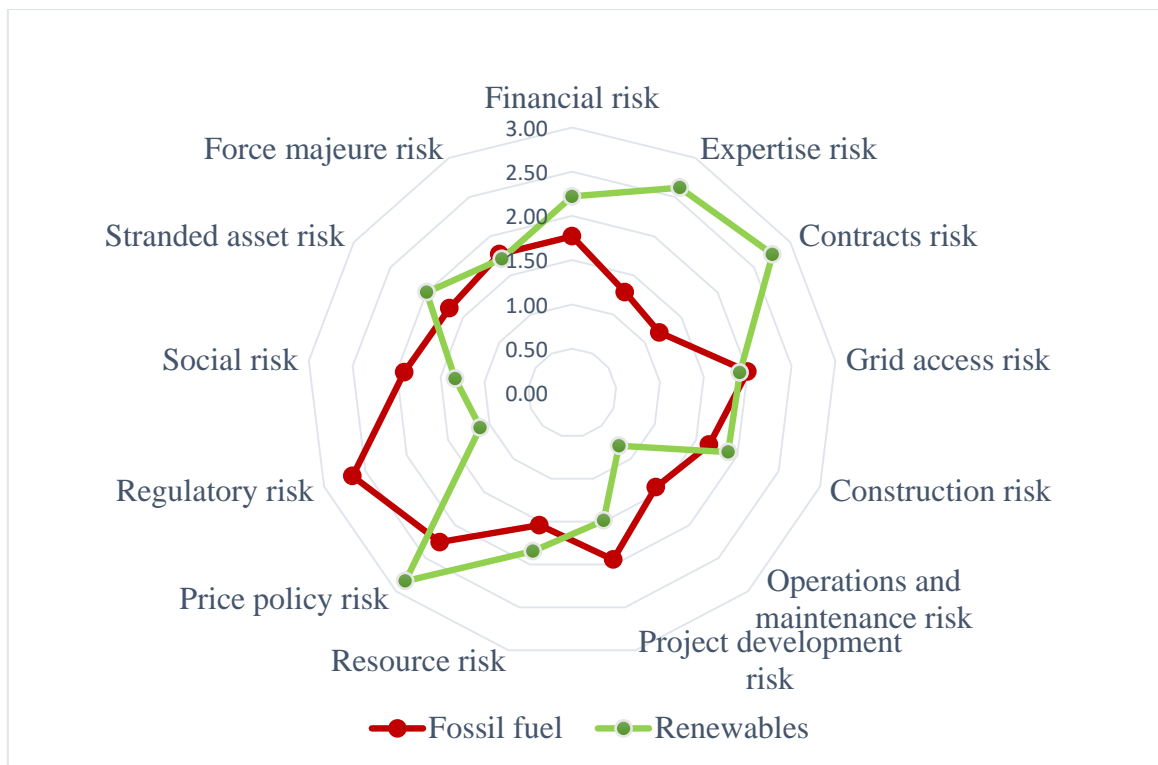 Financial risk
3.00
Force majeure risk
Expertise risk
2.50
2.00
Stranded asset risk
Contracts risk
1.50
1.00
Social risk
Grid access risk
0.50
0.00
Regulatory risk
Construction risk
Price policy risk
Operations and
maintenance risk
Resource risk
Project development
risk
Fossil fuel
Renewables